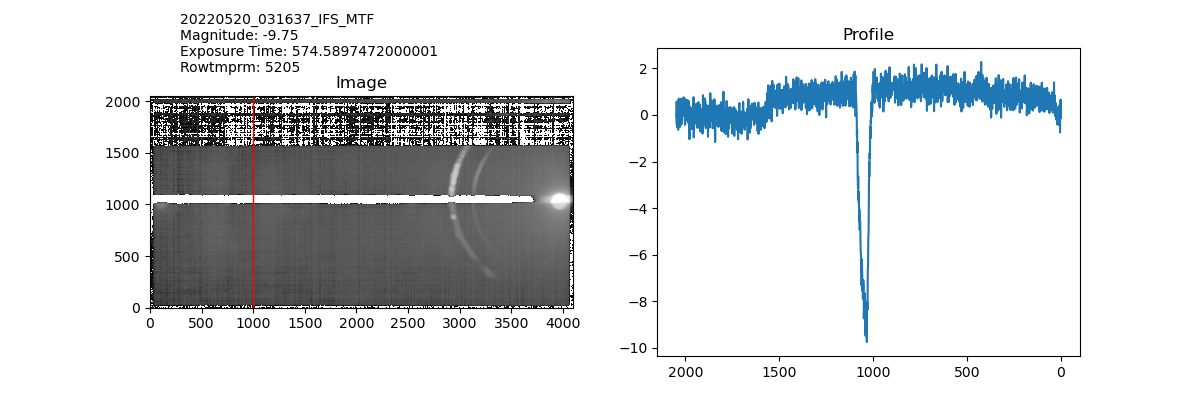 20220520_031637_IFS_MTF
Magnitude: -9.75
Exposure Time: 574.5897472000001
Rowtmprm: 5205
Image
2000
1500
1000
500
0
0 500 1000 1500 2000 2500 3000 3500 4000
Profile
2
0
−2
−4
−6
−8
−10
2000 1500 1000 500 0